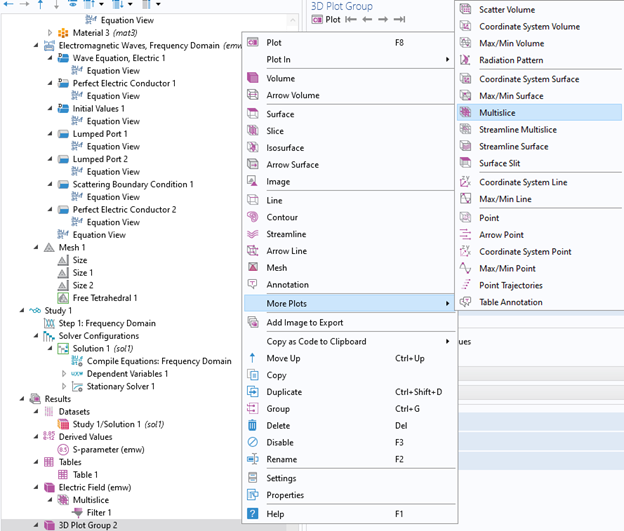 Equation View
Material 3 (mat3)
Electromagnetic Waves, Frequency Domain (emw
Wave Equation, Electric 1
Equation View
Perfect Electric Conductor 1
Equation View
Initial Values 1
Equation View
Lumped Port 1
Equation View
Lumped Port 2
Equation View
Scattering Boundary Condition 1
Equation View
Perfect Electric Conductor 2
Equation View
Equation View
Mesh 1
Size
Size 1
Size 2
Free Tetrahedral 1
Study 1
Step 1: Frequency Domain
Solver Configurations
Solution 1 (sol1)
Compile Equations: Frequency Domain
Dependent Variables 1
Stationary Solver 1
Results
Datasets
Study 1/Solution 1 (sol1)
Derived Values
S-parameter (emw)
Tables
Table 1
Electric Field (emw)
Multislice
Filter 1
3D Plot Group 2
3D Plot Group
Plot
Plot F8
Plot In
Volume
Arrow Volume
Surface
Slice
Isosurface
Arrow Surface
Image
Line
Contour
Streamline
Arrow Line
Mesh
Annotation
More Plots
Add Image to Export
Copy as Code to Clipboard
Move Up Ctrl+Up
Copy
Duplicate Ctrl+Shift+D
Group Ctrl+G
Delete Del
Disable F3
Rename F2
Settings
Properties
Help F1
Scatter Volume
Coordinate System Volume
Max/Min Volume
Radiation Pattern
Coordinate System Surface
Max/Min Surface
Multislice
Streamline Multislice
Streamline Surface
Surface Slit
Coordinate System Line
Max/Min Line
Point
Arrow Point
Coordinate System Point
Max/Min Point
Point Trajectories
Table Annotation
ues